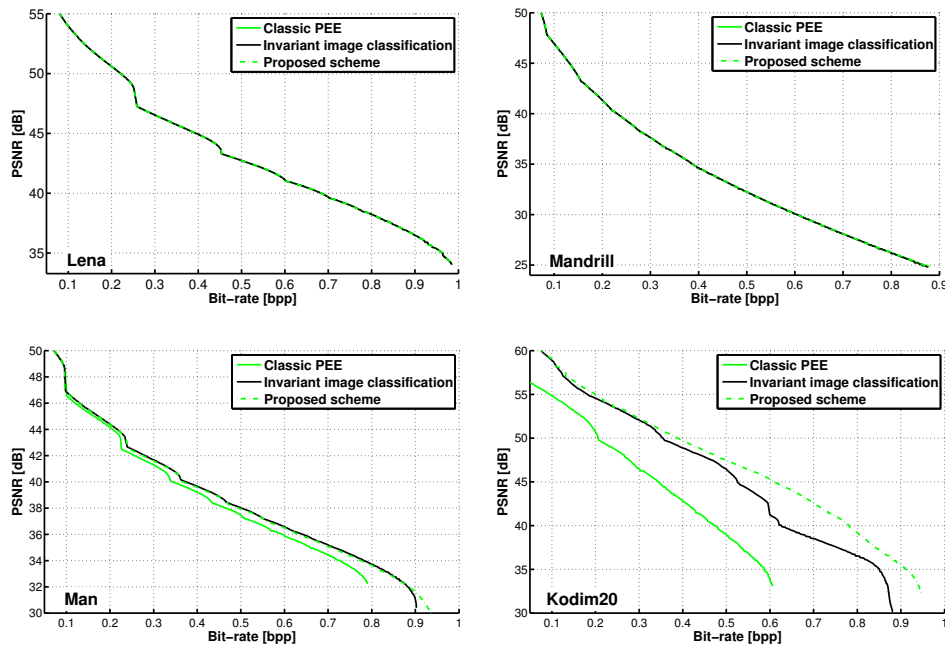 55
50
45
40
35
PSNR [dB]
Classic PEE
Invariant image classification
Proposed scheme
Lena
0.1 0.2 0.3 0.4 0.5 0.6 0.7 0.8 0.9 1
Bit-rate [bpp]
50
45
40
35
30
25
PSNR [dB]
Classic PEE
Invariant image classification
Proposed scheme
Mandrill
0.1 0.2 0.3 0.4 0.5 0.6 0.7 0.8 0.9
Bit-rate [bpp]
50
48
46
44
42
40
38
36
34
32
30
PSNR [dB]
Classic PEE
Invariant image classification
Proposed scheme
Man
0.1 0.2 0.3 0.4 0.5 0.6 0.7 0.8 0.9 1
Bit-rate [bpp]
60
55
50
45
40
35
30
PSNR [dB]
Classic PEE
Invariant image classification
Proposed scheme
Kodim20
0.1 0.2 0.3 0.4 0.5 0.6 0.7 0.8 0.9 1
Bit-rate [bpp]